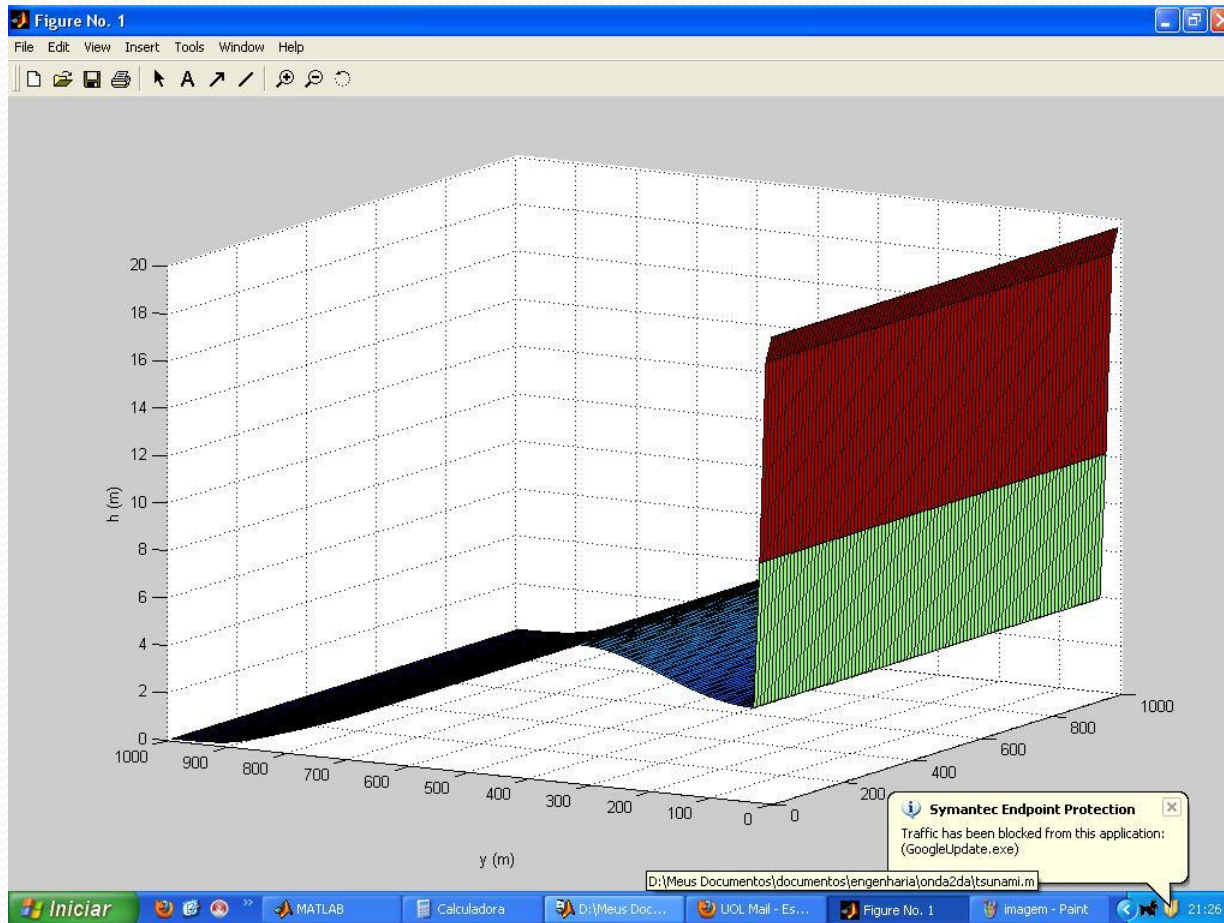 Figure No. 1
File Edit View Insert Tools Window Help
A
20
18
16
14
12
10
8
6
4
2
0
h (m)
1000 900 800 700 600 500 400 300 200 100 0
y (m)
0 200 400 600 800 1000
Symantec Endpoint Protection
Traffic has been blocked from this application:
(GoogleUpdate.exe)
D:\Meus Documentos\documentos\engenharia\onda2da\tsunami.m
Iniciar » MATLAB Calculadora D:\Meus Doc... UOL Mail - Es... Figure No. 1 imagem - Paint 21:26